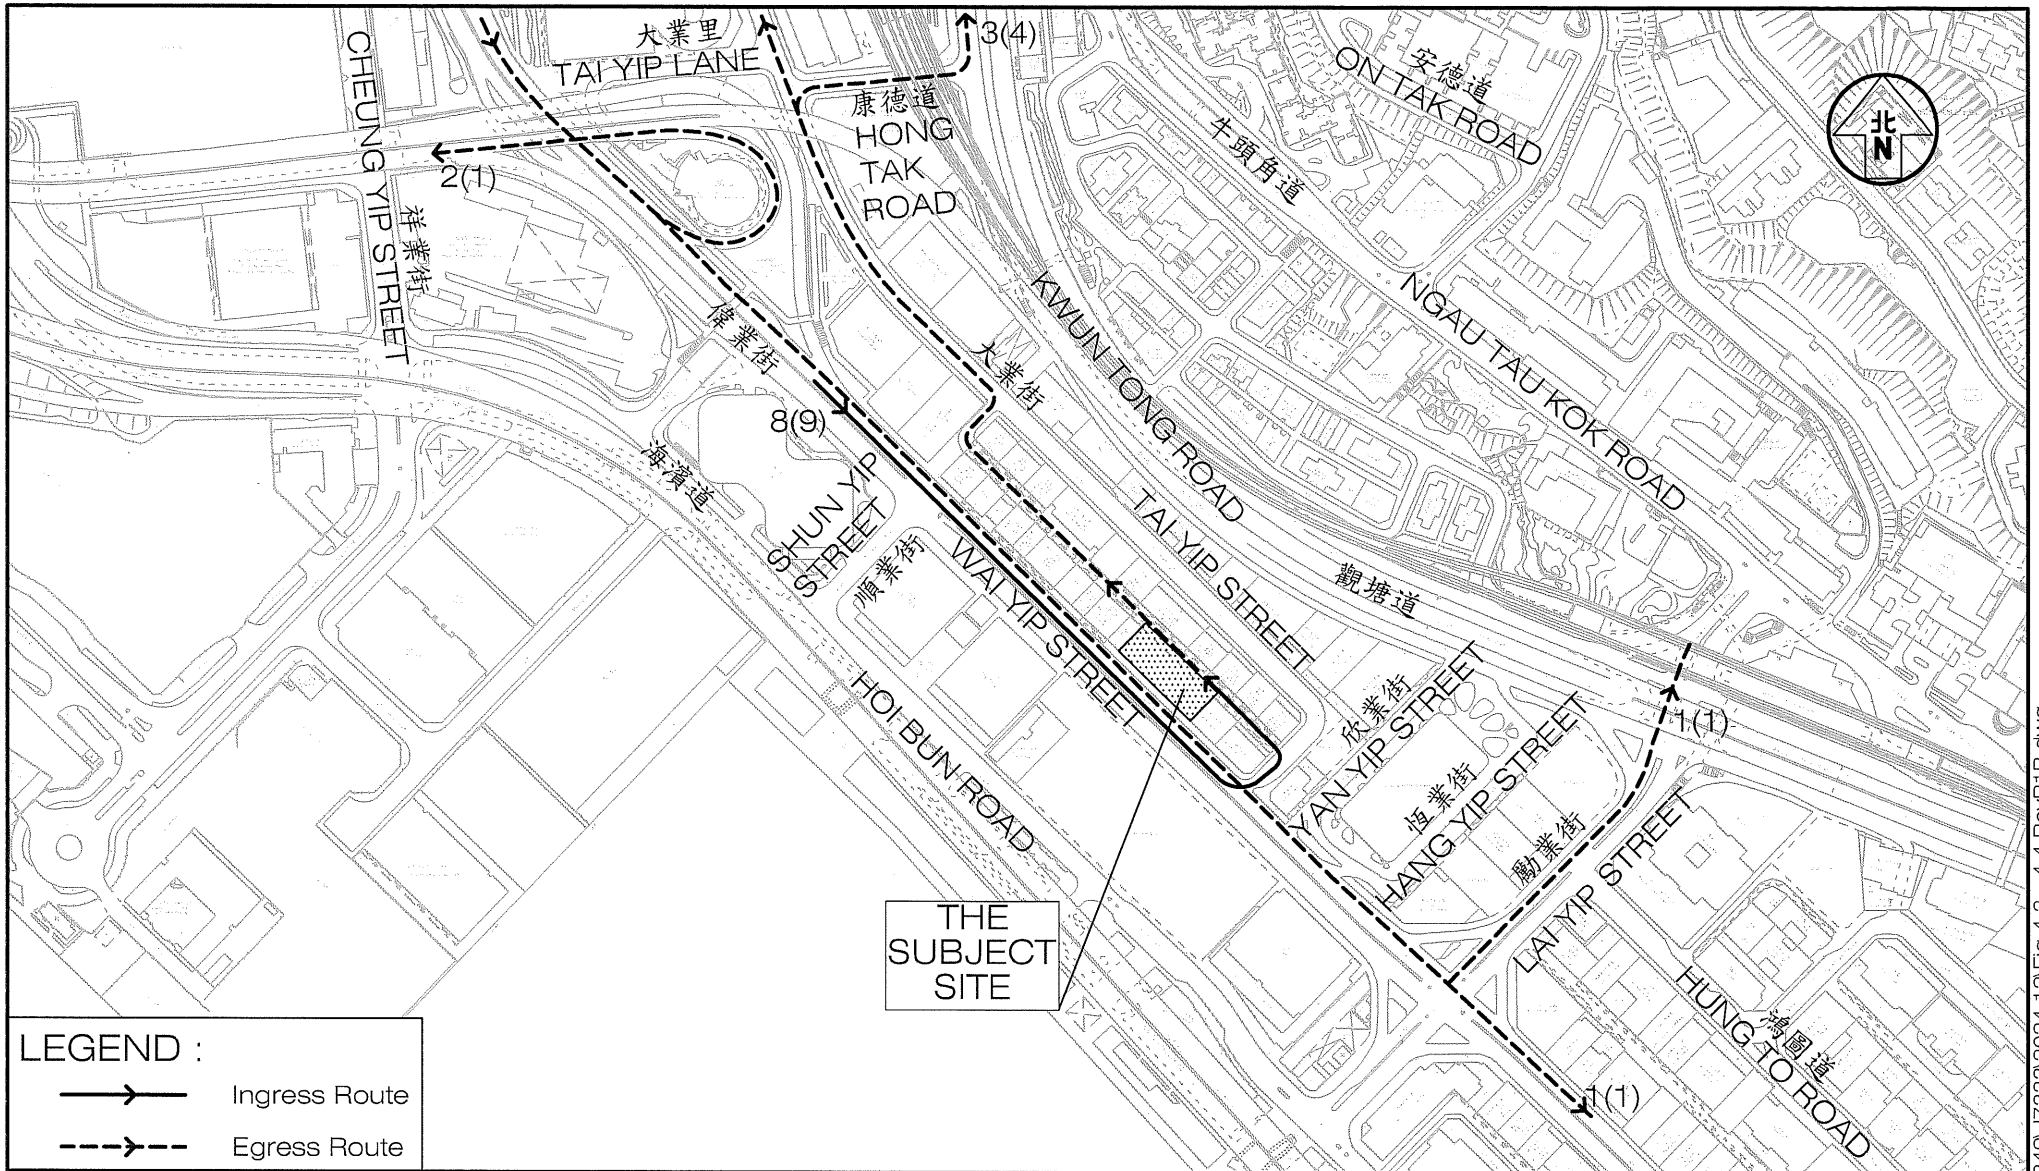 大業里
TAI YIP LANE
3(4)
CHEUNG YIP STREET
祥業街
康德道
HONG
TAK
ROAD
安德道
ON TAK ROAD
北
N
牛頭角道
NGAU TAU KOK ROAD
2(1)
偉業街
8(9)
大業街
KWUN TONG ROAD
觀塘道
海濱道
SHUN YIP
STREET
順業街
WAI YIP STREET
TAI YIP STREET
HOI BUN ROAD
欣業街
YAN YIP STREET
恆業街
HANG YIP STREET
勵業街
LAI YIP STREET
1(1)
THE
SUBJECT
SITE
鴻圖道
HUNG TO ROAD
1(1)
LEGEND :
Ingress Route
Egress Route